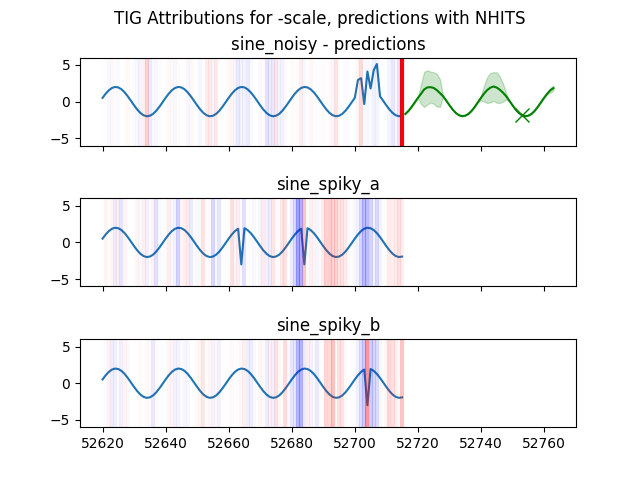 TIG Attributions for -scale, predictions with NHITS
sine_noisy - predictions
5
0
−5
sine_spiky_a
5
0
−5
sine_spiky_b
5
0
−5
52620 52640 52660 52680 52700 52720 52740 52760